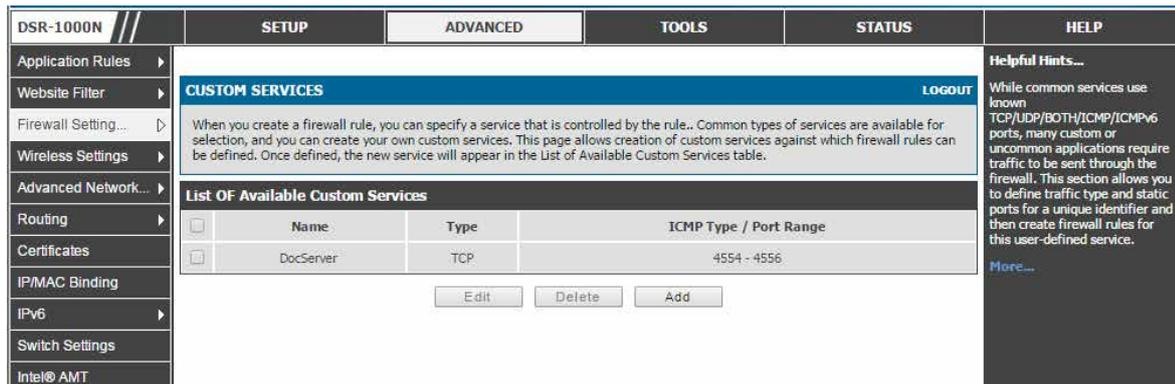 DSR-1000N
SETUP
ADVANCED
TOOLS
STATUS
HELP
Application Rules
Website Filter
Firewall Setting...
Wireless Settings
Advanced Network...
Routing
Certificates
IP/MAC Binding
IPv6
Switch Settings
Intel® AMT
CUSTOM SERVICES
LOGOUT
When you create a firewall rule, you can specify a service that is controlled by the rule.. Common types of services are available for
selection, and you can create your own custom services. This page allows creation of custom services against which firewall rules can
be defined. Once defined, the new service will appear in the List of Available Custom Services table.
List OF Available Custom Services
Name
Type
ICMP Type / Port Range
DocServer
TCP
4554 - 4556
Edit
Delete
Add
Helpful Hints...
While common services use
known
TCP/UDP/BOTH/ICMP/ICMPv6
ports, many custom or
uncommon applications require
traffic to be sent through the
firewall. This section allows you
to define traffic type and static
ports for a unique identifier and
then create firewall rules for
this user-defined service.
More...